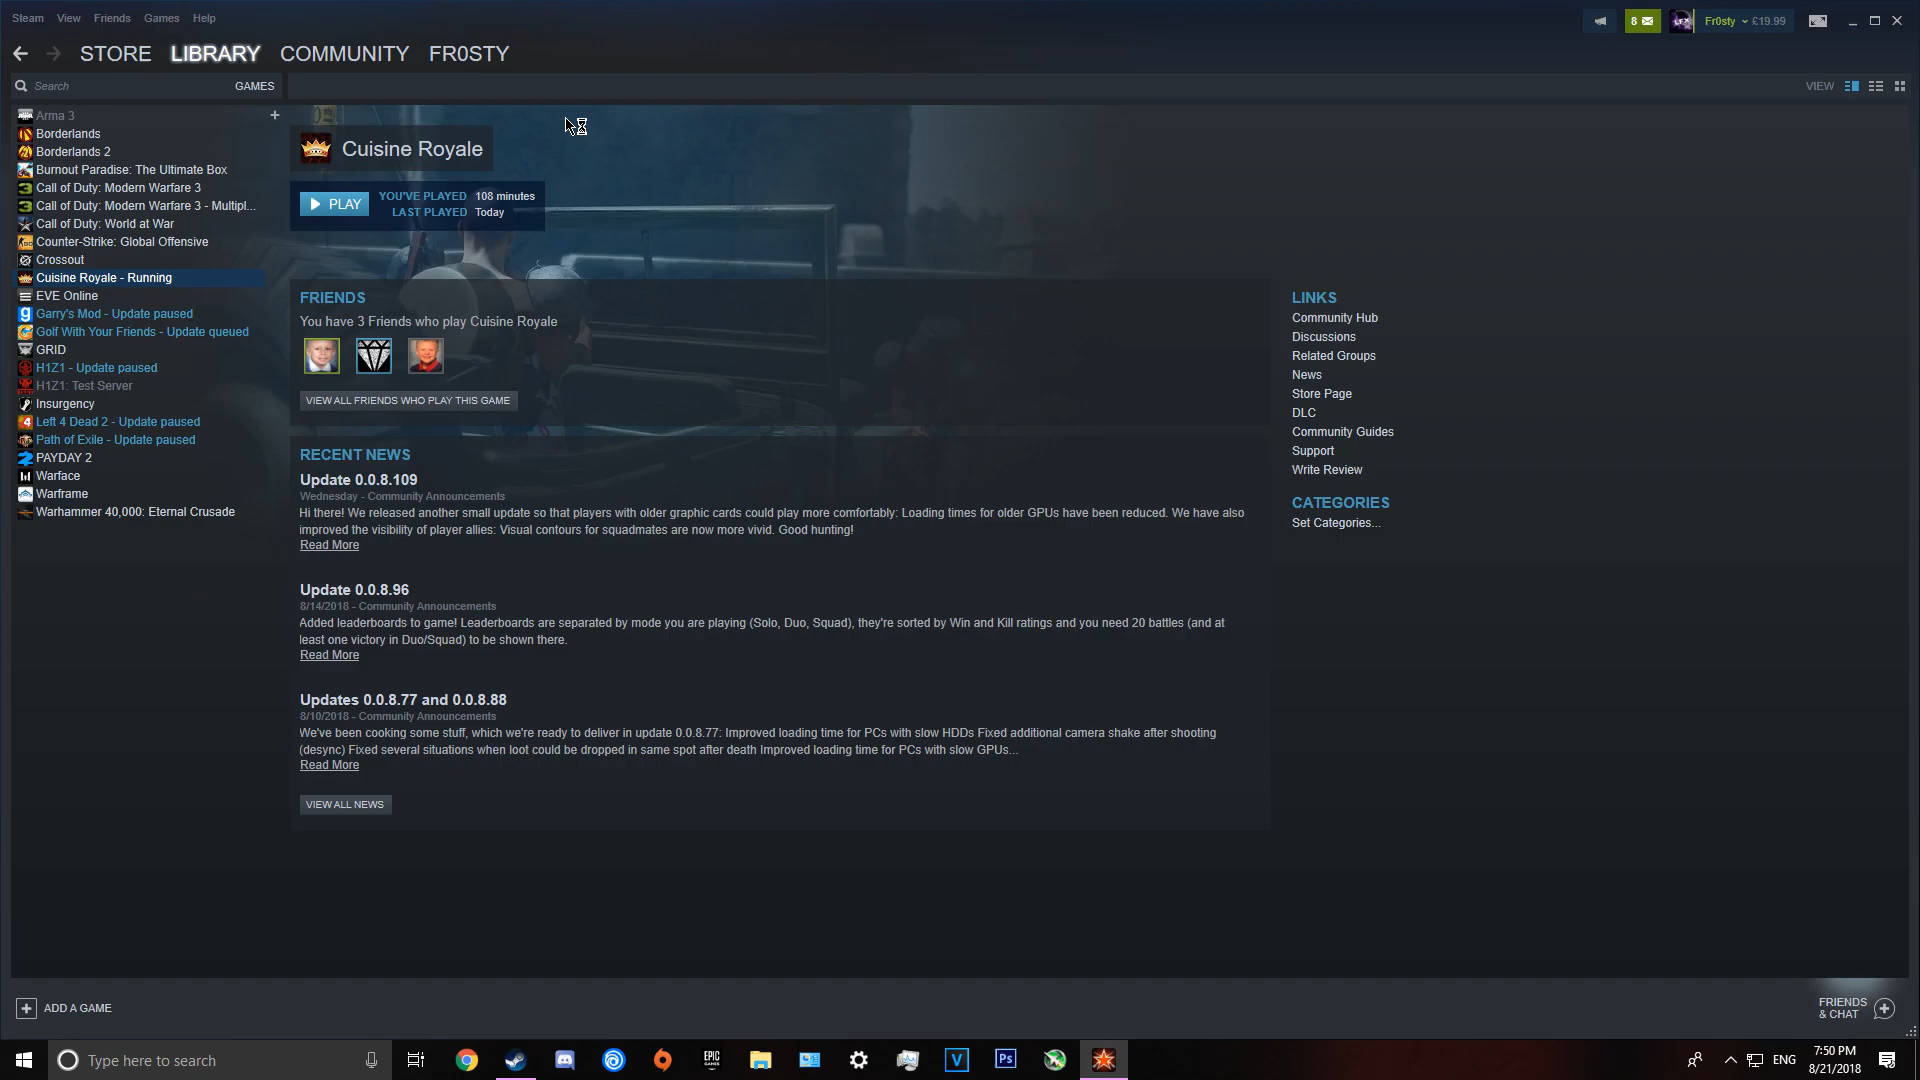 Steam View Friends Games Help
8 Fr0sty £19.99
STORE LIBRARY COMMUNITY FR0STY
Search GAMES VIEW
Arma 3 +
Borderlands
Borderlands 2
Burnout Paradise: The Ultimate Box
Call of Duty: Modern Warfare 3
Call of Duty: Modern Warfare 3 - Multipl...
Call of Duty: World at War
Counter-Strike: Global Offensive
Crossout
Cuisine Royale - Running
EVE Online
Garry's Mod - Update paused
Golf With Your Friends - Update queued
GRID
H1Z1 - Update paused
H1Z1: Test Server
Insurgency
Left 4 Dead 2 - Update paused
Path of Exile - Update paused
PAYDAY 2
Warface
Warframe
Warhammer 40,000: Eternal Crusade
Cuisine Royale
PLAY
YOU'VE PLAYED 108 minutes
LAST PLAYED Today
FRIENDS
You have 3 Friends who play Cuisine Royale
VIEW ALL FRIENDS WHO PLAY THIS GAME
RECENT NEWS
Update 0.0.8.109
Wednesday - Community Announcements
Hi there! We released another small update so that players with older graphic cards could play more comfortably: Loading times for older GPUs have been reduced. We have also
improved the visibility of player allies: Visual contours for squadmates are now more vivid. Good hunting!
Read More
Update 0.0.8.96
8/14/2018 - Community Announcements
Added leaderboards to game! Leaderboards are separated by mode you are playing (Solo, Duo, Squad), they're sorted by Win and Kill ratings and you need 20 battles (and at
least one victory in Duo/Squad) to be shown there.
Read More
Updates 0.0.8.77 and 0.0.8.88
8/10/2018 - Community Announcements
We've been cooking some stuff, which we're ready to deliver in update 0.0.8.77: Improved loading time for PCs with slow HDDs Fixed additional camera shake after shooting
(desync) Fixed several situations when loot could be dropped in same spot after death Improved loading time for PCs with slow GPUs...
Read More
VIEW ALL NEWS
LINKS
Community Hub
Discussions
Related Groups
News
Store Page
DLC
Community Guides
Support
Write Review
CATEGORIES
Set Categories...
ADD A GAME
FRIENDS
& CHAT
Type here to search
EPIC
GAMES
V
Ps
ENG
7:50 PM
8/21/2018